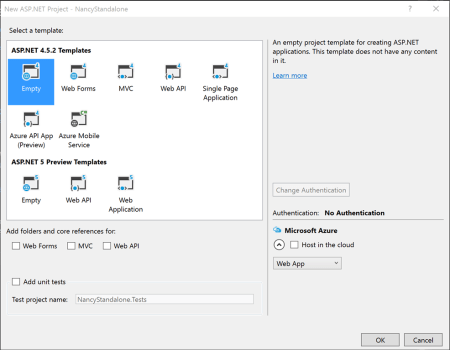 New ASP.NET Project - NancyStandalone
Select a template:
ASP.NET 4.5.2 Templates
Empty
Web Forms
MVC
Web API
Single Page
Application
Azure API App
(Preview)
Azure Mobile
Service
ASP.NET 5 Preview Templates
Empty
Web API
Web
Application
An empty project template for creating ASP.NET
applications. This template does not have any content
in it.
Learn more
Change Authentication
Authentication: No Authentication
Microsoft Azure
Host in the cloud
Web App
Add folders and core references for:
Web Forms MVC Web API
Add unit tests
Test project name: NancyStandalone.Tests
OK Cancel